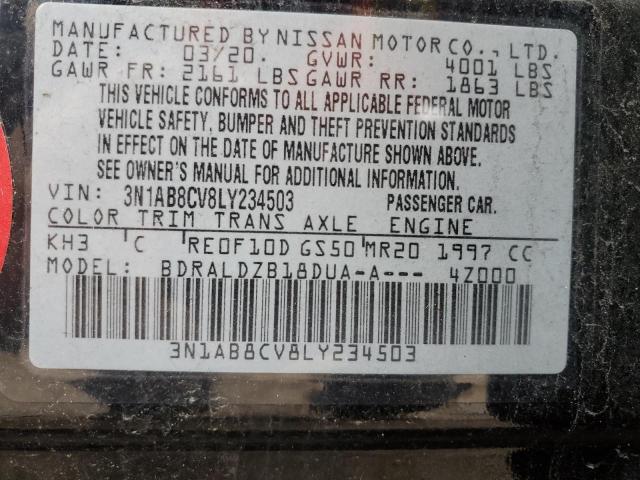 MANUFACTURED BY NISSAN MOTOR CO., LTD.
DATE: 03/20. GVWR: 4001 LBS
GAWR FR: 2161 LBS GAWR RR: 1863 LBS
THIS VEHICLE CONFORMS TO ALL APPLICABLE FEDERAL MOTOR
VEHICLE SAFETY, BUMPER AND THEFT PREVENTION STANDARDS
IN EFFECT ON THE DATE OF MANUFACTURE SHOWN ABOVE.
SEE OWNER'S MANUAL FOR ADDITIONAL INFORMATION.
VIN: 3N1AB8CV8LY234503 PASSENGER CAR.
COLOR TRIM TRANS AXLE ENGINE
KH3 C RE0F10D GS50 MR20 1997 CC
MODEL: BDRALDZB18DUA-A--- 4Z000
3N1AB8CV8LY234503